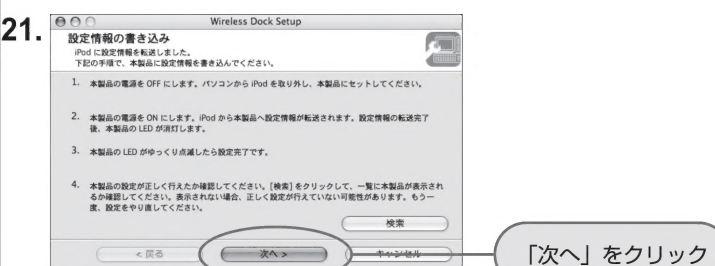 21.
Wireless Dock Setup
設定情報の書き込み
iPod に設定情報を転送しました。
下記の手順で、本製品に設定情報を書き込んでください。
1. 本製品の電源を OFF にします。パソコンから iPod を取り外し、本製品にセットしてください。
2. 本製品の電源を ON にします。iPod から本製品へ設定情報が転送されます。設定情報の転送完了
後、本製品の LED が消灯します。
3. 本製品の LED がゆっくり点滅したら設定完了です。
4. 本製品の設定が正しく行えたか確認してください。[検索] をクリックして、一覧に本製品が表示され
るか確認してください。表示されない場合、正しく設定が行えていない可能性があります。もう一
度、設定をやり直してください。
検索
< 戻る
次へ >
キャンセル
「次へ」をクリック